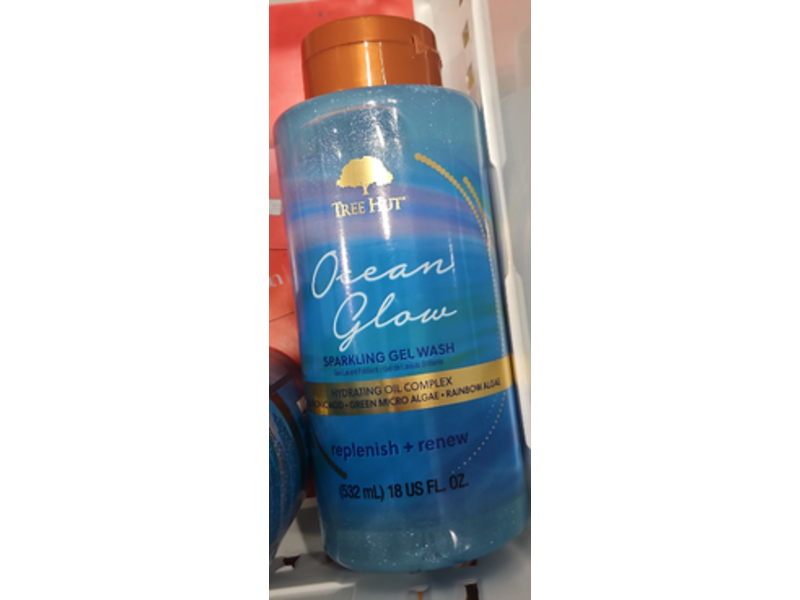 TREE HUT
Ocean
Glow
SPARKLING GEL WASH
HYDRATING OIL COMPLEX
• GREEN MICRO ALGAE • RAINBOW ALGAE
replenish + renew
(532 mL) 18 US FL. OZ.